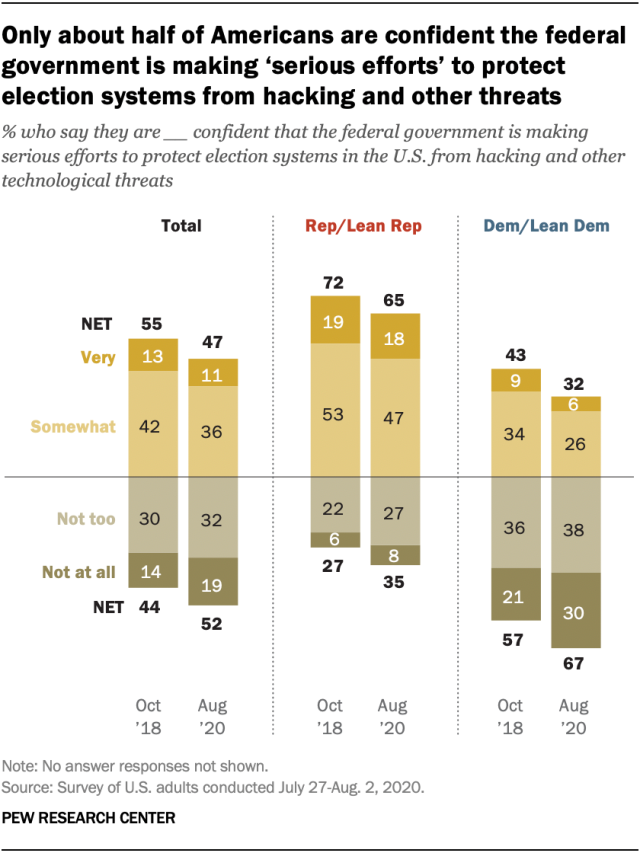 Only about half of Americans are confident the federal
government is making ‘serious efforts’ to protect
election systems from hacking and other threats
% who say they are __ confident that the federal government is making
serious efforts to protect election systems in the U.S. from hacking and other
technological threats
Total Rep/Lean Rep Dem/Lean Dem
NET 55 47 72 65 43 32
Very 13 11 19 18 9 6
Somewhat 42 36 53 47 34 26
Not too 30 32 22 27 36 38
Not at all 14 19 6 8 21 30
NET 44 52 27 35 57 67
Oct Aug Oct Aug Oct Aug
’18 ’20 ’18 ’20 ’18 ’20
Note: No answer responses not shown.
Source: Survey of U.S. adults conducted July 27-Aug. 2, 2020.
PEW RESEARCH CENTER